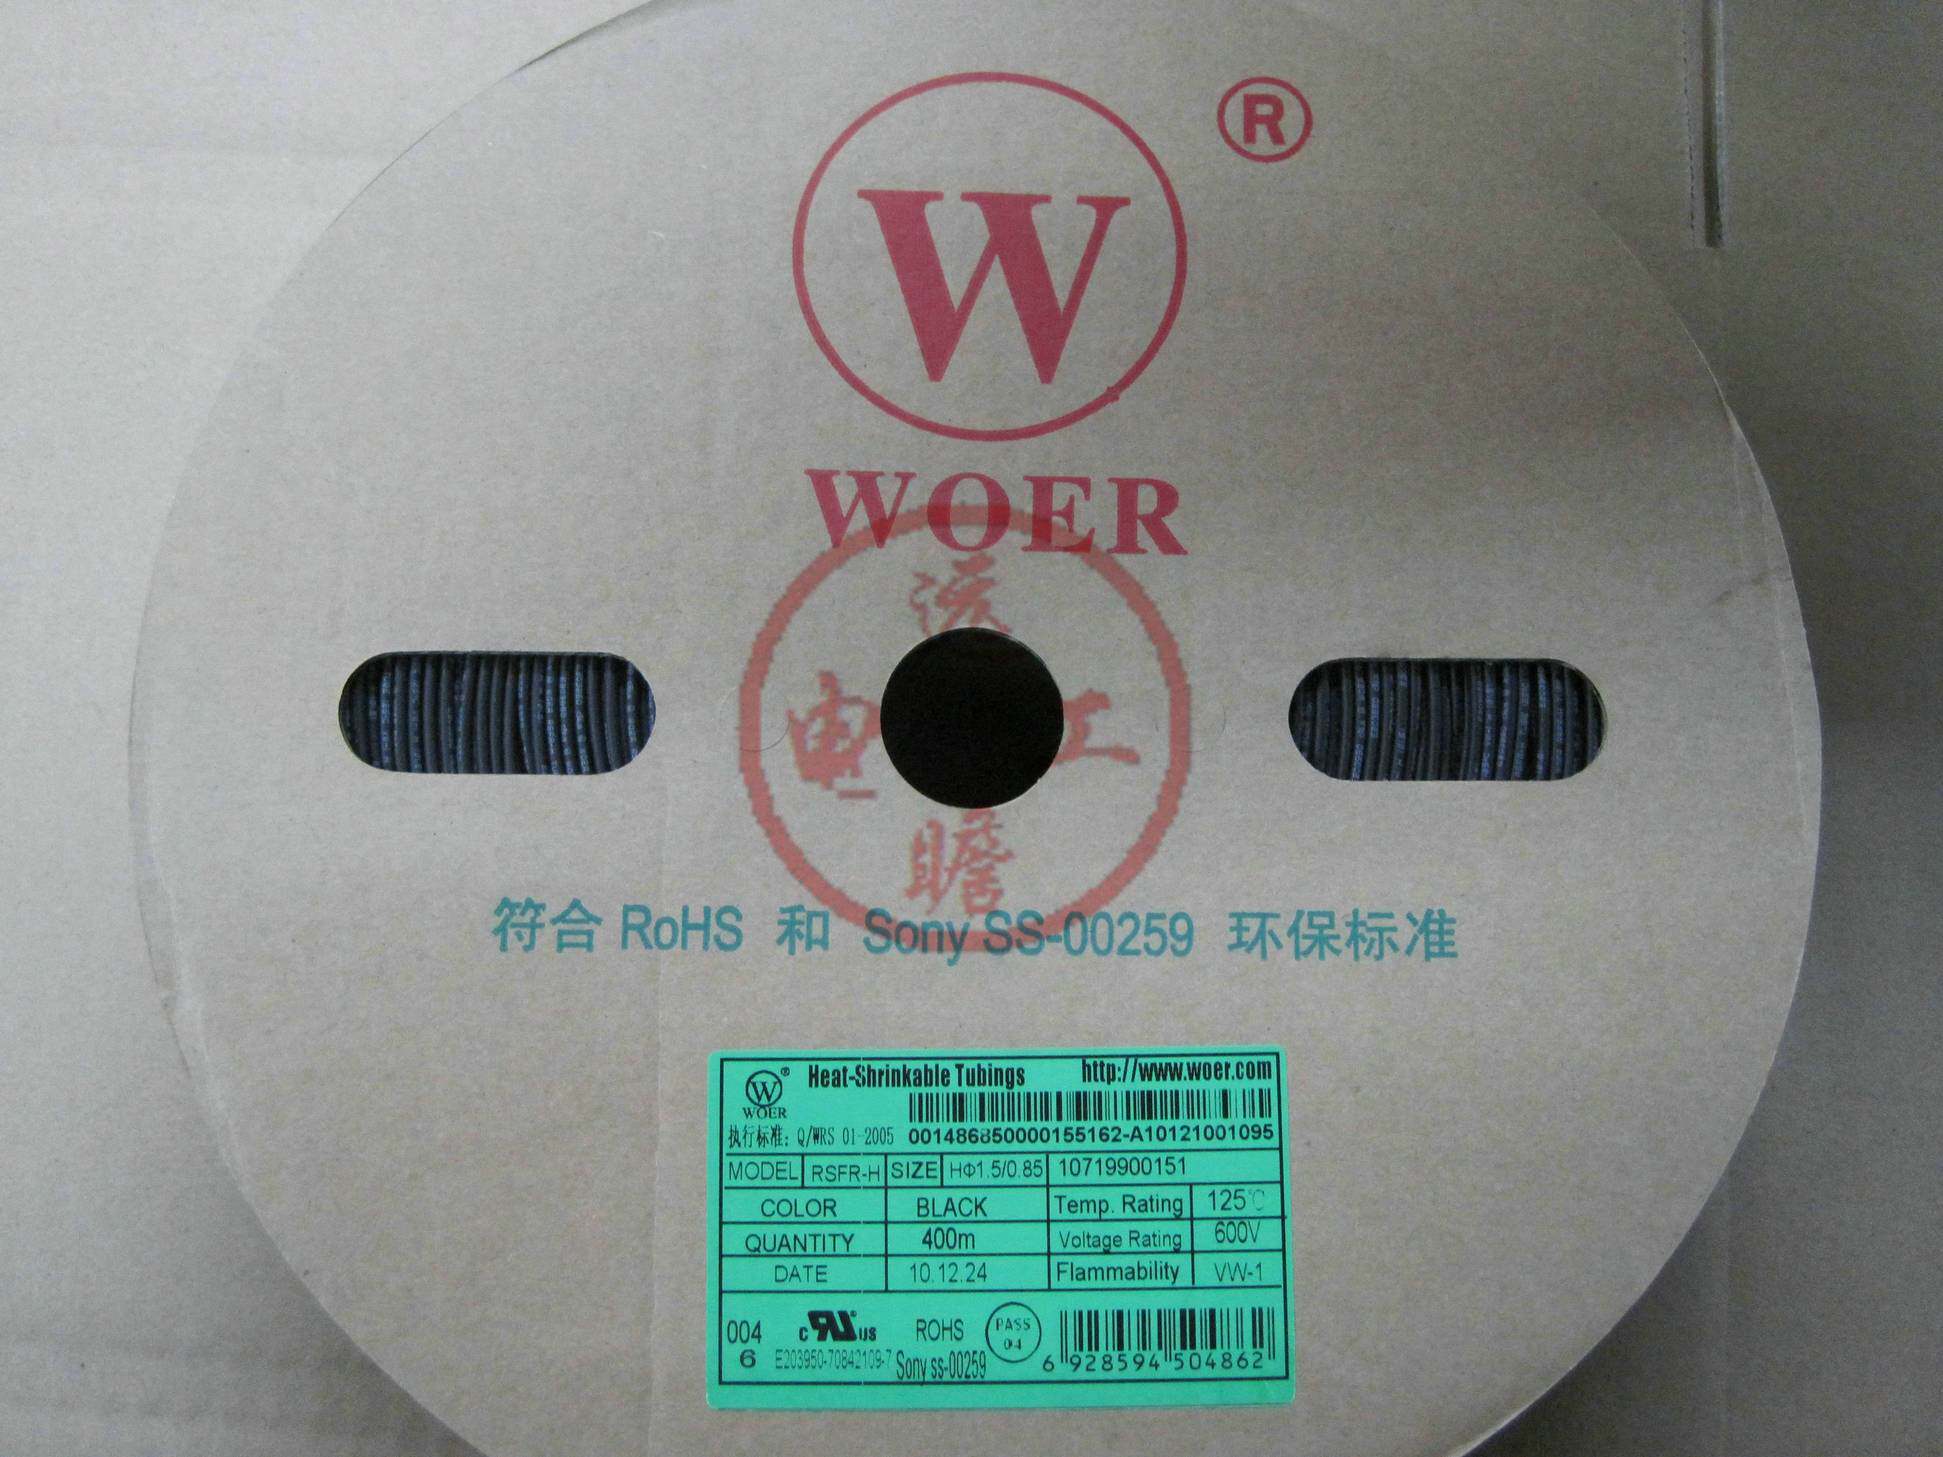 W
®
WOER
法
电 工
瞻
符合 RoHS 和 Sony SS-00259 环保标准
W ® Heat-Shrinkable Tubings http://www.woer.com
WOER
执行标准: Q/WRS 01-2005 001486850000155162-A10121001095
MODEL RSFR-H SIZE HΦ1.5/0.85 10719900151
COLOR BLACK Temp. Rating 125℃
QUANTITY 400m Voltage Rating 600V
DATE 10.12.24 Flammability VW-1
004 c RU US ROHS PASS 04
6 E203950-70842109-7 Sony ss-00259 6 928594 504862